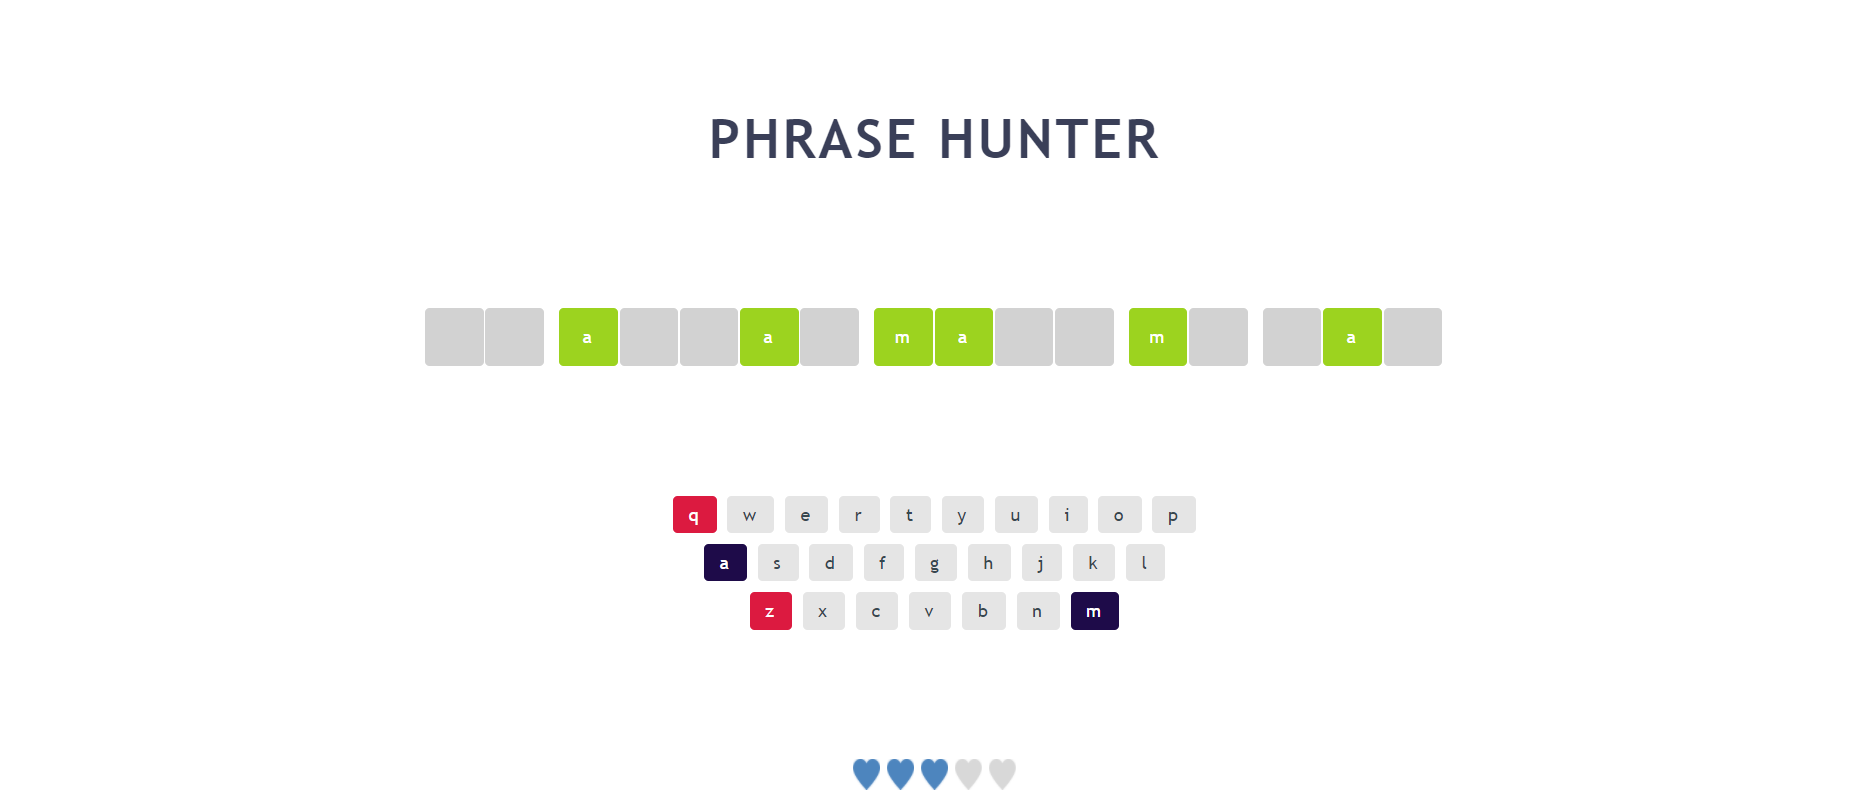 PHRASE HUNTER
a a m a m a
q w e r t y u i o p
a s d f g h j k l
z x c v b n m